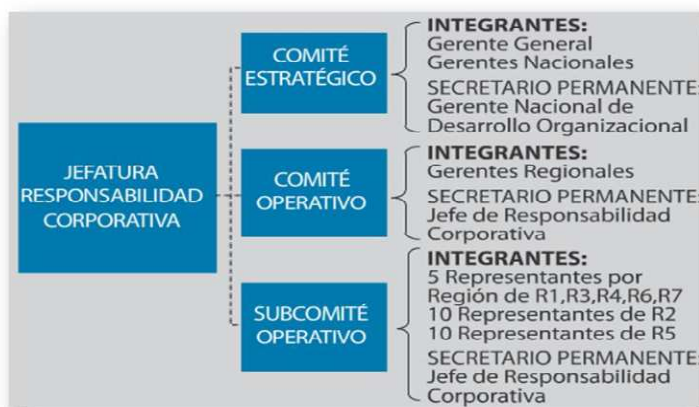 JEFATURA
RESPONSABILIDAD
CORPORATIVA
COMITÉ
ESTRATÉGICO
INTEGRANTES:
Gerente General
Gerentes Nacionales
SECRETARIO PERMANENTE:
Gerente Nacional de
Desarrollo Organizacional
COMITÉ
OPERATIVO
INTEGRANTES:
Gerentes Regionales
SECRETARIO PERMANENTE:
Jefe de Responsabilidad
Corporativa
SUBCOMITÉ
OPERATIVO
INTEGRANTES:
5 Representantes por
Región de R1,R3,R4,R6,R7
10 Representantes de R2
10 Representantes de R5
SECRETARIO PERMANENTE:
Jefe de Responsabilidad
Corporativa